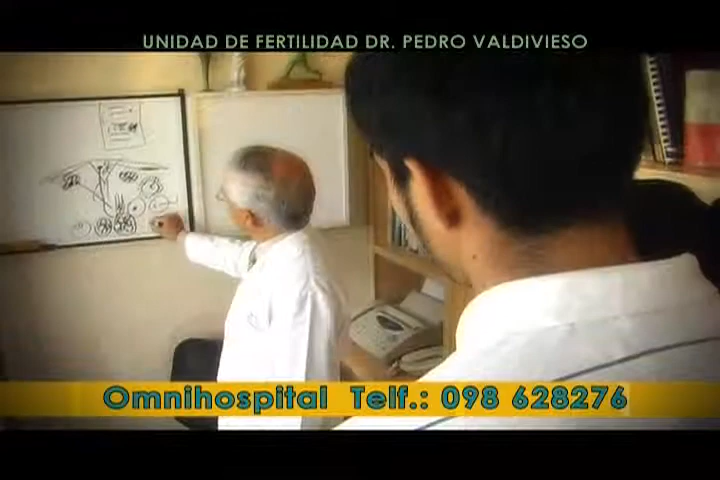 UNIDAD DE FERTILIDAD DR. PEDRO VALDIVIESO
Omnihospital Telf.: 098 628276